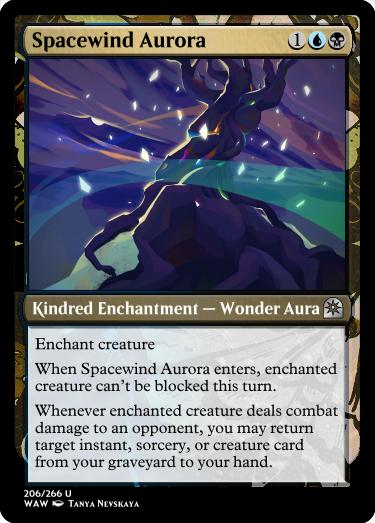 Spacewind Aurora 1
Kindred Enchantment — Wonder Aura
Enchant creature
When Spacewind Aurora enters, enchanted
creature can't be blocked this turn.
Whenever enchanted creature deals combat
damage to an opponent, you may return
target instant, sorcery, or creature card
from your graveyard to your hand.
206/266 U
WAW Tanya Nevskaya